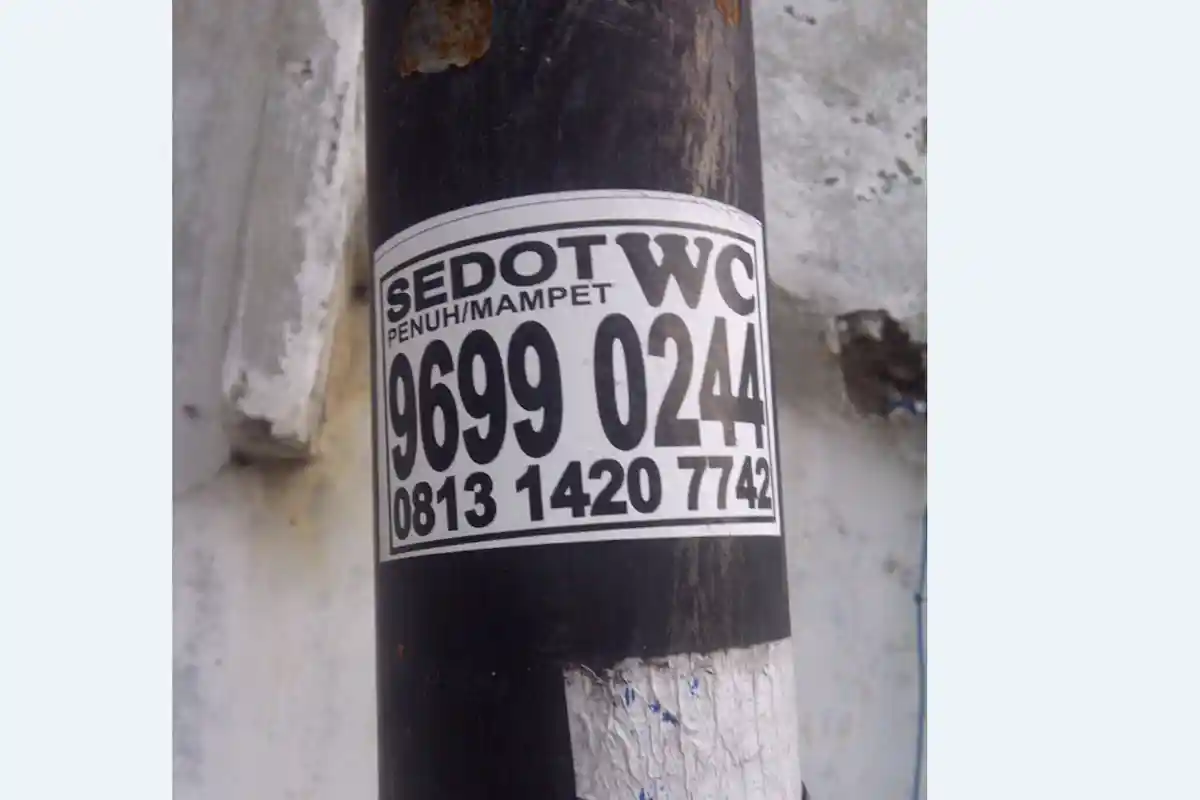 SEDOT WC
PENUH/MAMPET
9699 0244
0813 1420 7742